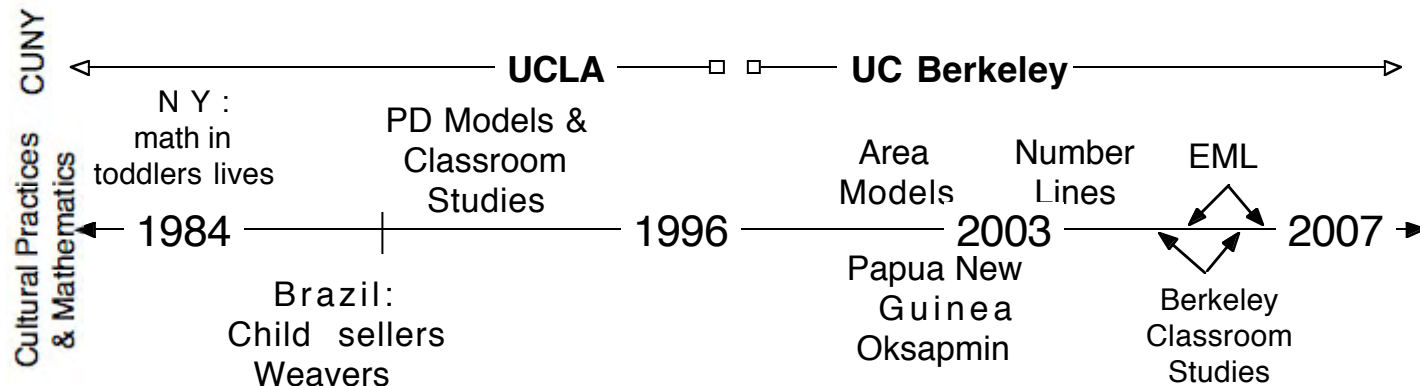 CUNY
UCLA
UC Berkeley
Cultural Practices
& Mathematics
N Y :
math in
toddlers lives
PD Models &
Classroom
Studies
Area
Models
Number
Lines
EML
1984
1996
2003
2007
Brazil:
Child sellers
Weavers
Papua New
Guinea
Oksapmin
Berkeley
Classroom
Studies